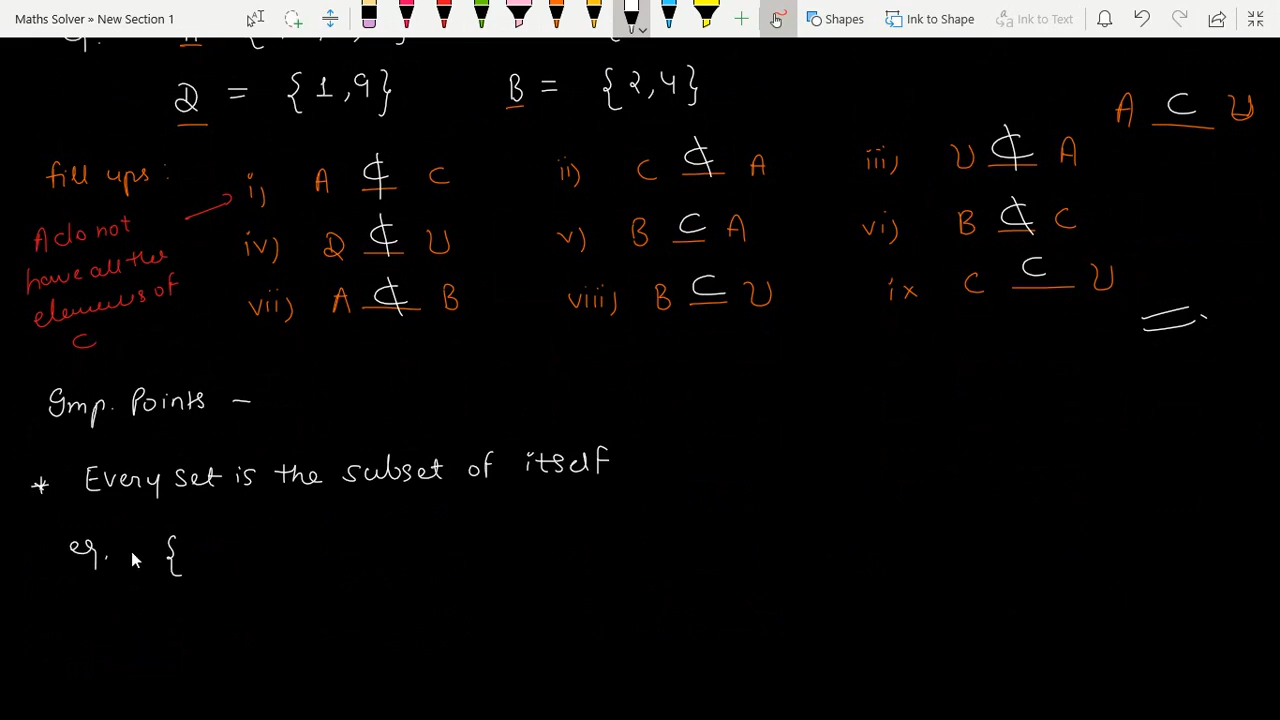 Maths Solver » New Section 1
Shapes
Ink to Shape
Ink to Text
D = {1,9} B = {2,4}
A ⊂ U
fill ups :
i) A ⊄ C ii) C ⊄ A iii) U ⊄ A
iv) D ⊄ U v) B ⊂ A vi) B ⊄ C
vii) A ⊄ B viii) B ⊂ U ix C ⊂ U
A do not
have all the
elements of
C
Imp. Points –
* Every set is the subset of itself
eg. {